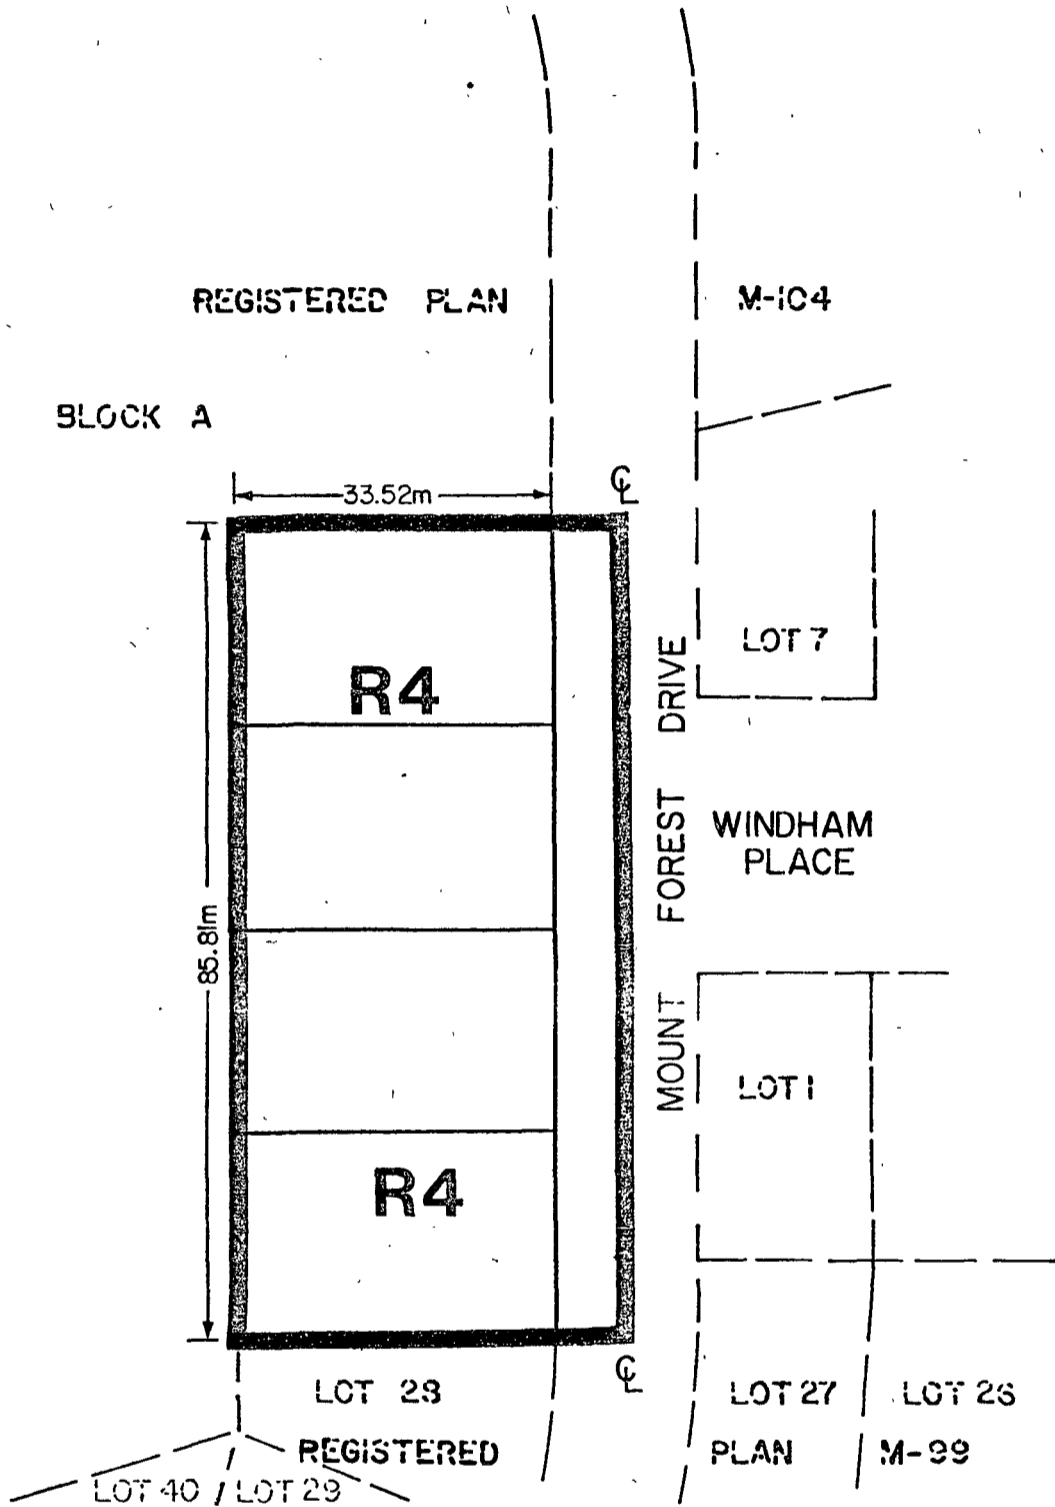 REGISTERED PLAN M-104
BLOCK A
33.52m
℄
LOT 7
R4
MOUNT FOREST DRIVE
WINDHAM
PLACE
85.81m
LOT 1
R4
℄
LOT 28 LOT 27 LOT 26
REGISTERED PLAN M-99
LOT 40 LOT 29